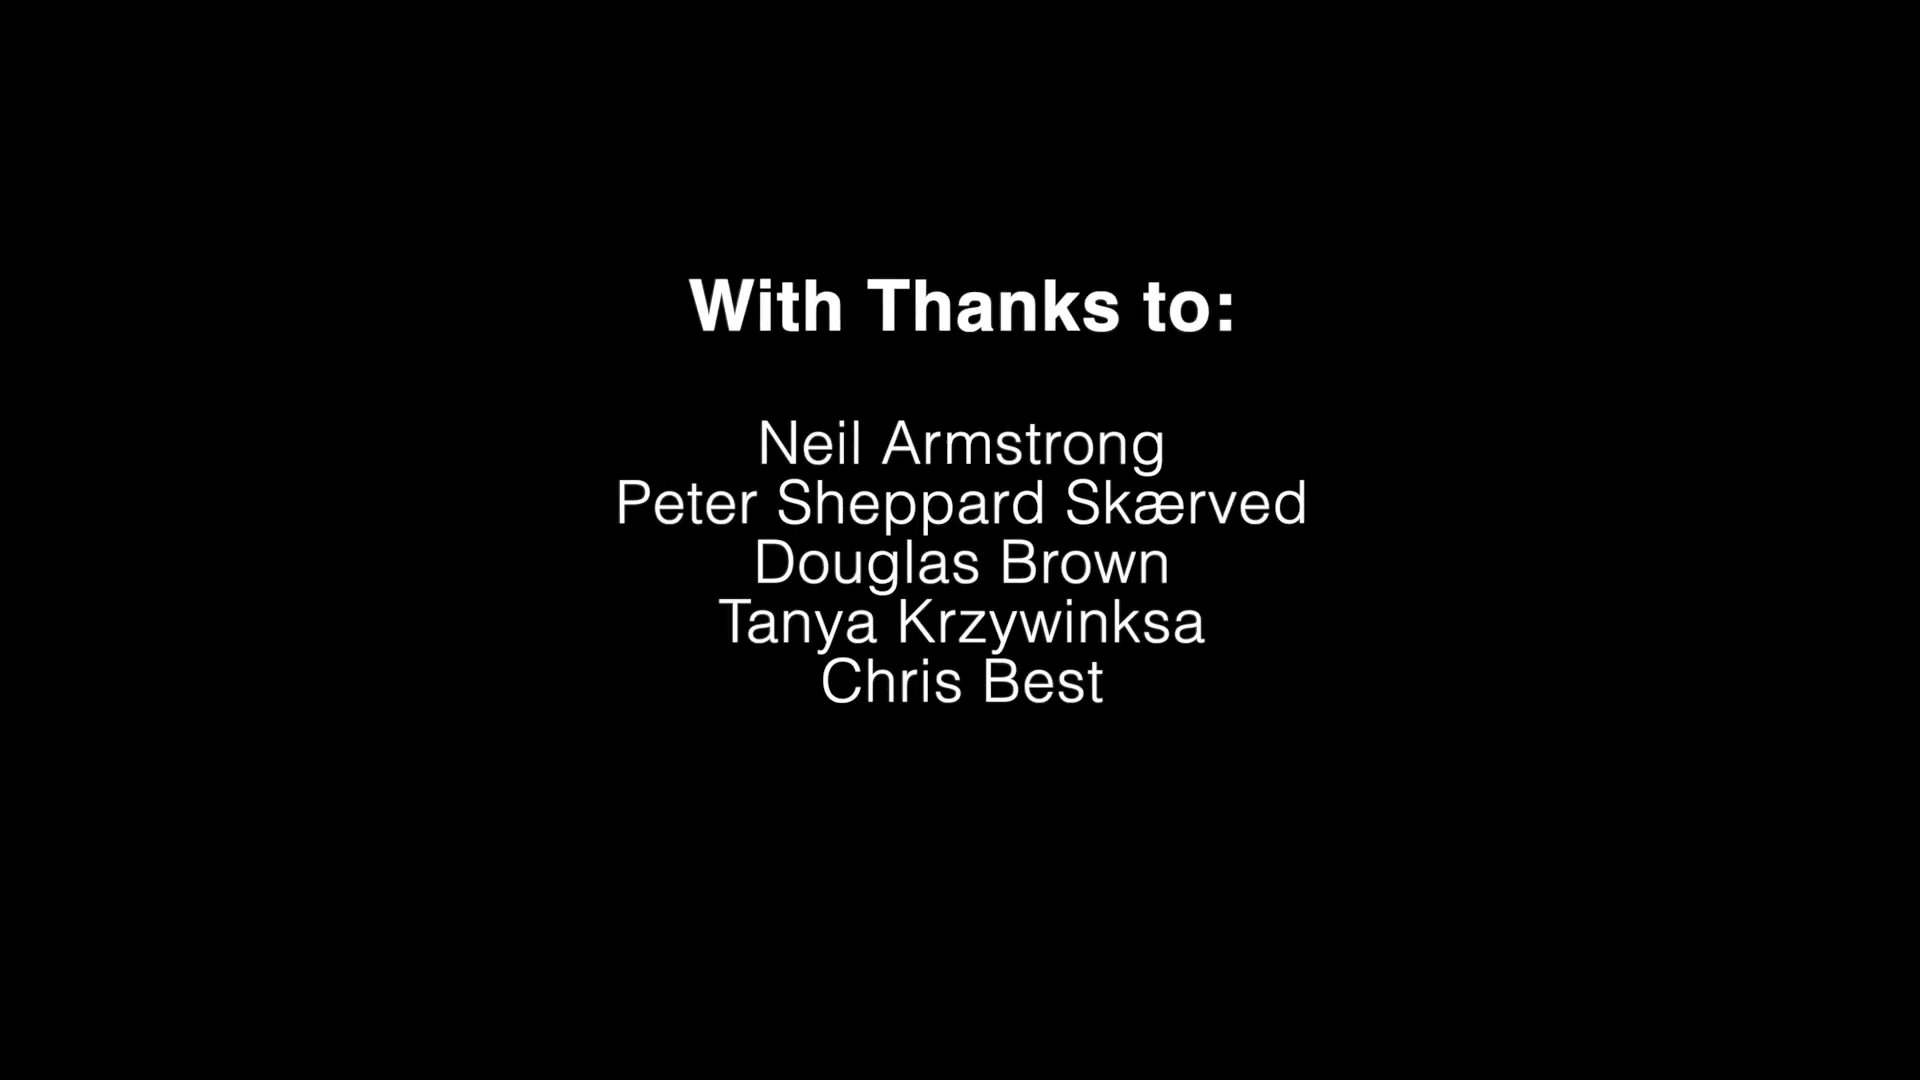 With Thanks to:
Neil Armstrong
Peter Sheppard Skærved
Douglas Brown
Tanya Krzywinksa
Chris Best